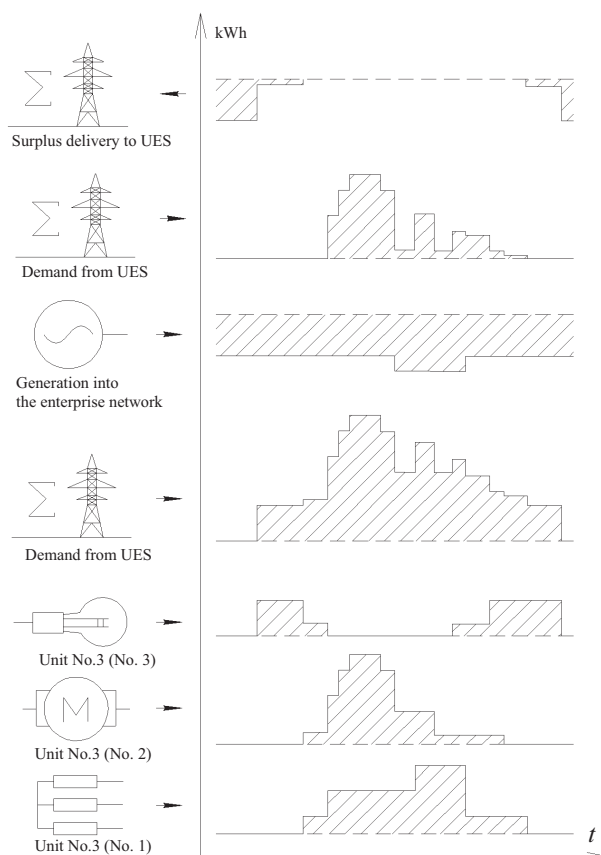 kWh
Surplus delivery to UES
Demand from UES
Generation into
the enterprise network
Demand from UES
Unit No.3 (No. 3)
M
Unit No.3 (No. 2)
Unit No.3 (No. 1)
t